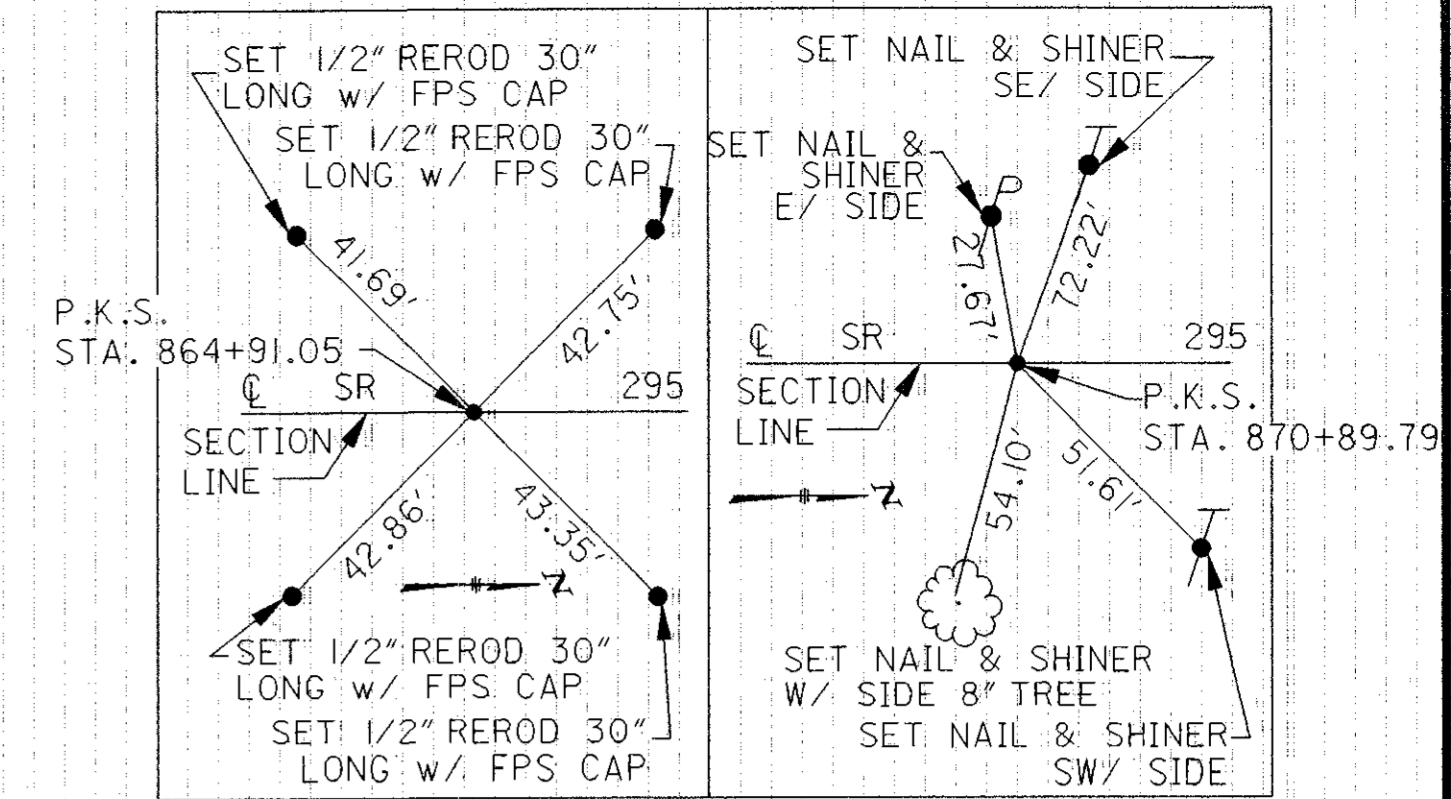 SET 1/2" REROD 30"
LONG w/ FPS CAP
SET 1/2" REROD 30"
LONG w/ FPS CAP
41.69'
42.75'
P.K.S.
STA. 864+91.05
℄ SR 295
SECTION
LINE
42.86'
43.35'
N
SET 1/2" REROD 30"
LONG w/ FPS CAP
SET 1/2" REROD 30"
LONG w/ FPS CAP
SET NAIL & SHINER
SE/ SIDE
T
SET NAIL &
SHINER
E/ SIDE
P
27.67'
72.22'
℄ SR 295
SECTION
LINE
P.K.S.
STA. 870+89.79
54.10'
51.61'
N
T
SET NAIL & SHINER
W/ SIDE 8" TREE
SET NAIL & SHINER
SW/ SIDE